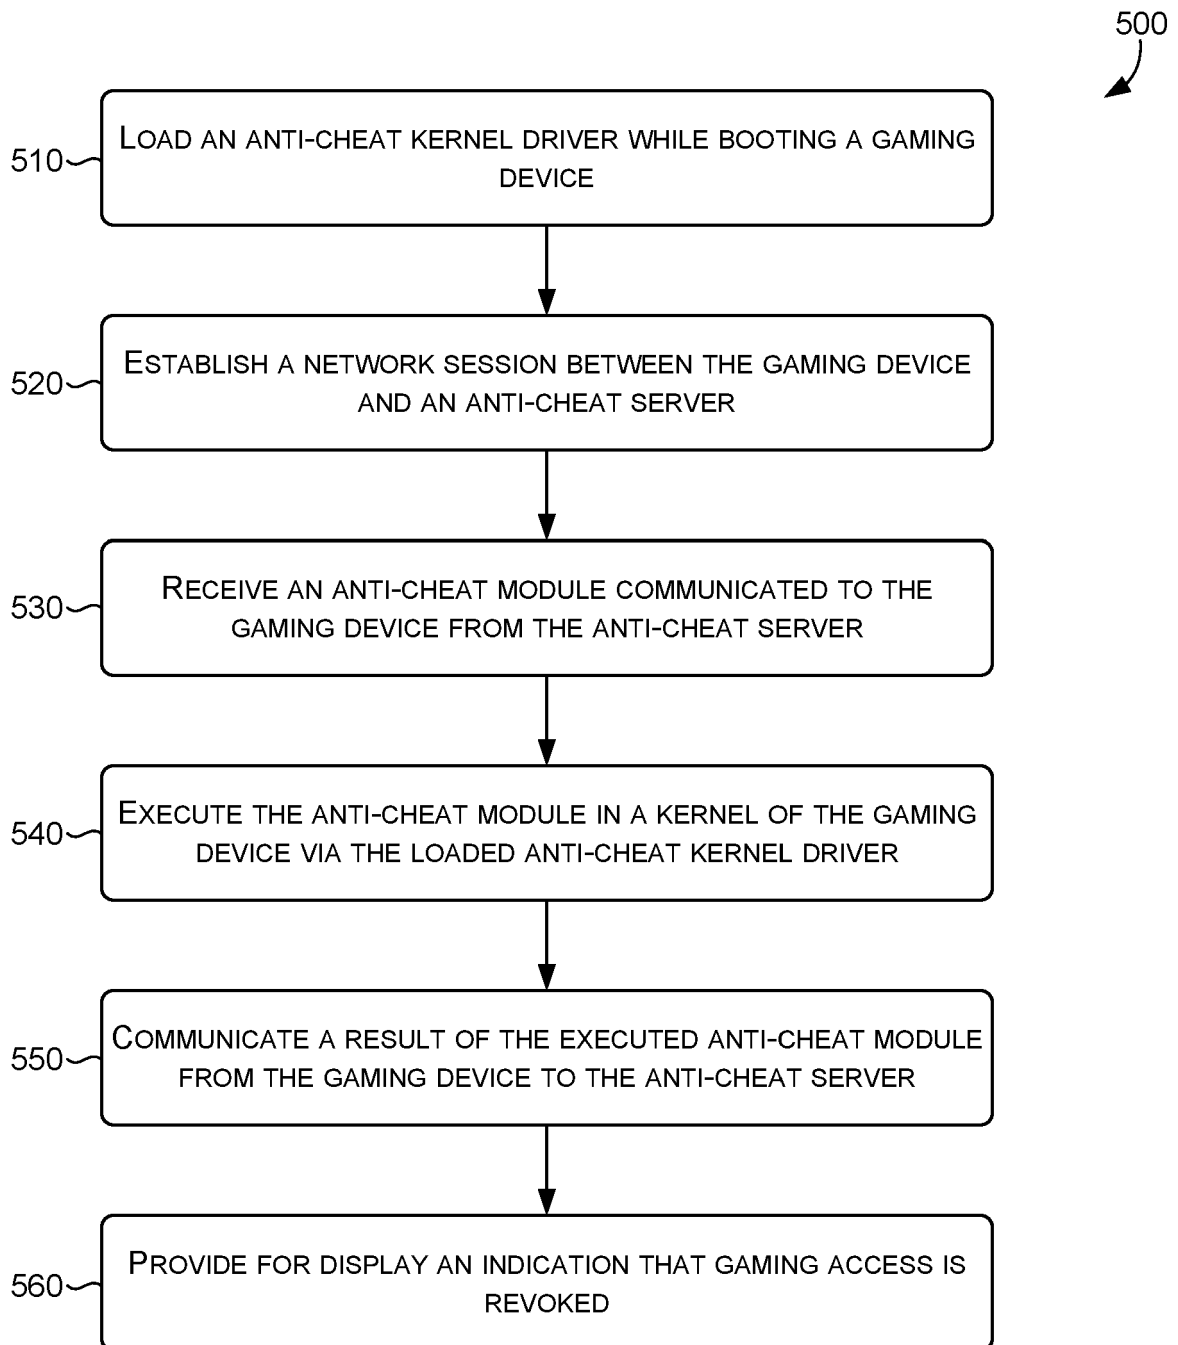 500
510
LOAD AN ANTI-CHEAT KERNEL DRIVER WHILE BOOTING A GAMING
DEVICE
520
ESTABLISH A NETWORK SESSION BETWEEN THE GAMING DEVICE
AND AN ANTI-CHEAT SERVER
530
RECEIVE AN ANTI-CHEAT MODULE COMMUNICATED TO THE
GAMING DEVICE FROM THE ANTI-CHEAT SERVER
540
EXECUTE THE ANTI-CHEAT MODULE IN A KERNEL OF THE GAMING
DEVICE VIA THE LOADED ANTI-CHEAT KERNEL DRIVER
550
COMMUNICATE A RESULT OF THE EXECUTED ANTI-CHEAT MODULE
FROM THE GAMING DEVICE TO THE ANTI-CHEAT SERVER
560
PROVIDE FOR DISPLAY AN INDICATION THAT GAMING ACCESS IS
REVOKED